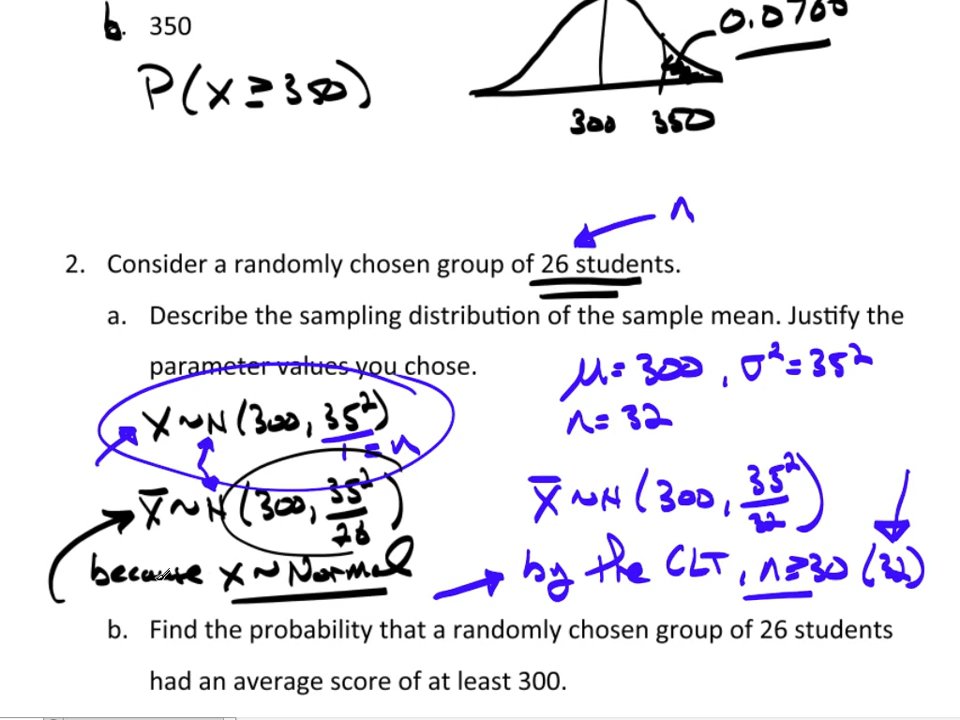 b. 350
0.0766
P(X ≥ 350)
300 350
n
2. Consider a randomly chosen group of 26 students.
a. Describe the sampling distribution of the sample mean. Justify the
parameter values you chose.
μ = 300, σ² = 35²
n = 32
X ~ N(300, 35²/1 = n)
X̄ ~ N(300, 35²/26)
because X ~ Normal
X̄ ~ N(300, 35²/32)
by the CLT, n ≥ 30 (32)
b. Find the probability that a randomly chosen group of 26 students
had an average score of at least 300.